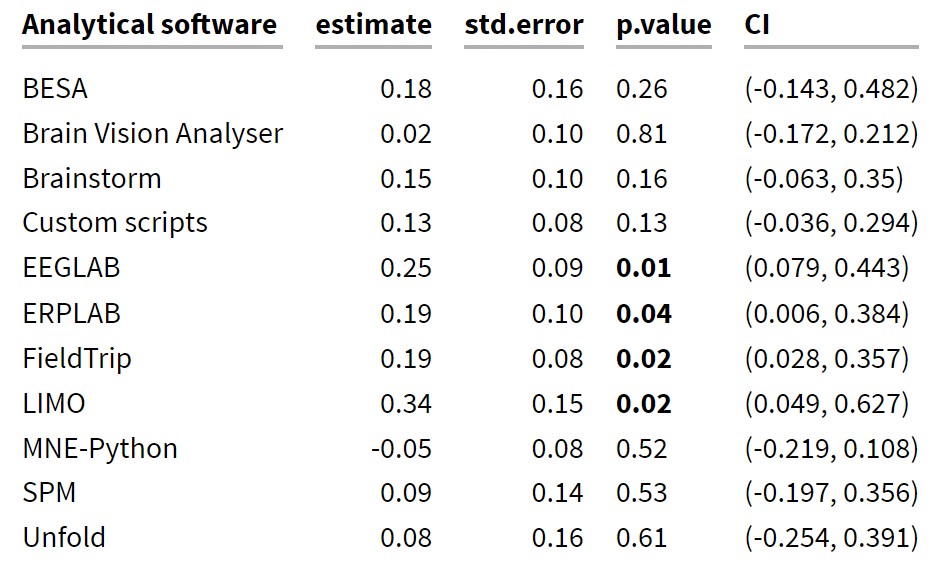 Analytical software estimate std.error p.value CI
BESA 0.18 0.16 0.26 (-0.143, 0.482)
Brain Vision Analyser 0.02 0.10 0.81 (-0.172, 0.212)
Brainstorm 0.15 0.10 0.16 (-0.063, 0.35)
Custom scripts 0.13 0.08 0.13 (-0.036, 0.294)
EEGLAB 0.25 0.09 0.01 (0.079, 0.443)
ERPLAB 0.19 0.10 0.04 (0.006, 0.384)
FieldTrip 0.19 0.08 0.02 (0.028, 0.357)
LIMO 0.34 0.15 0.02 (0.049, 0.627)
MNE-Python -0.05 0.08 0.52 (-0.219, 0.108)
SPM 0.09 0.14 0.53 (-0.197, 0.356)
Unfold 0.08 0.16 0.61 (-0.254, 0.391)